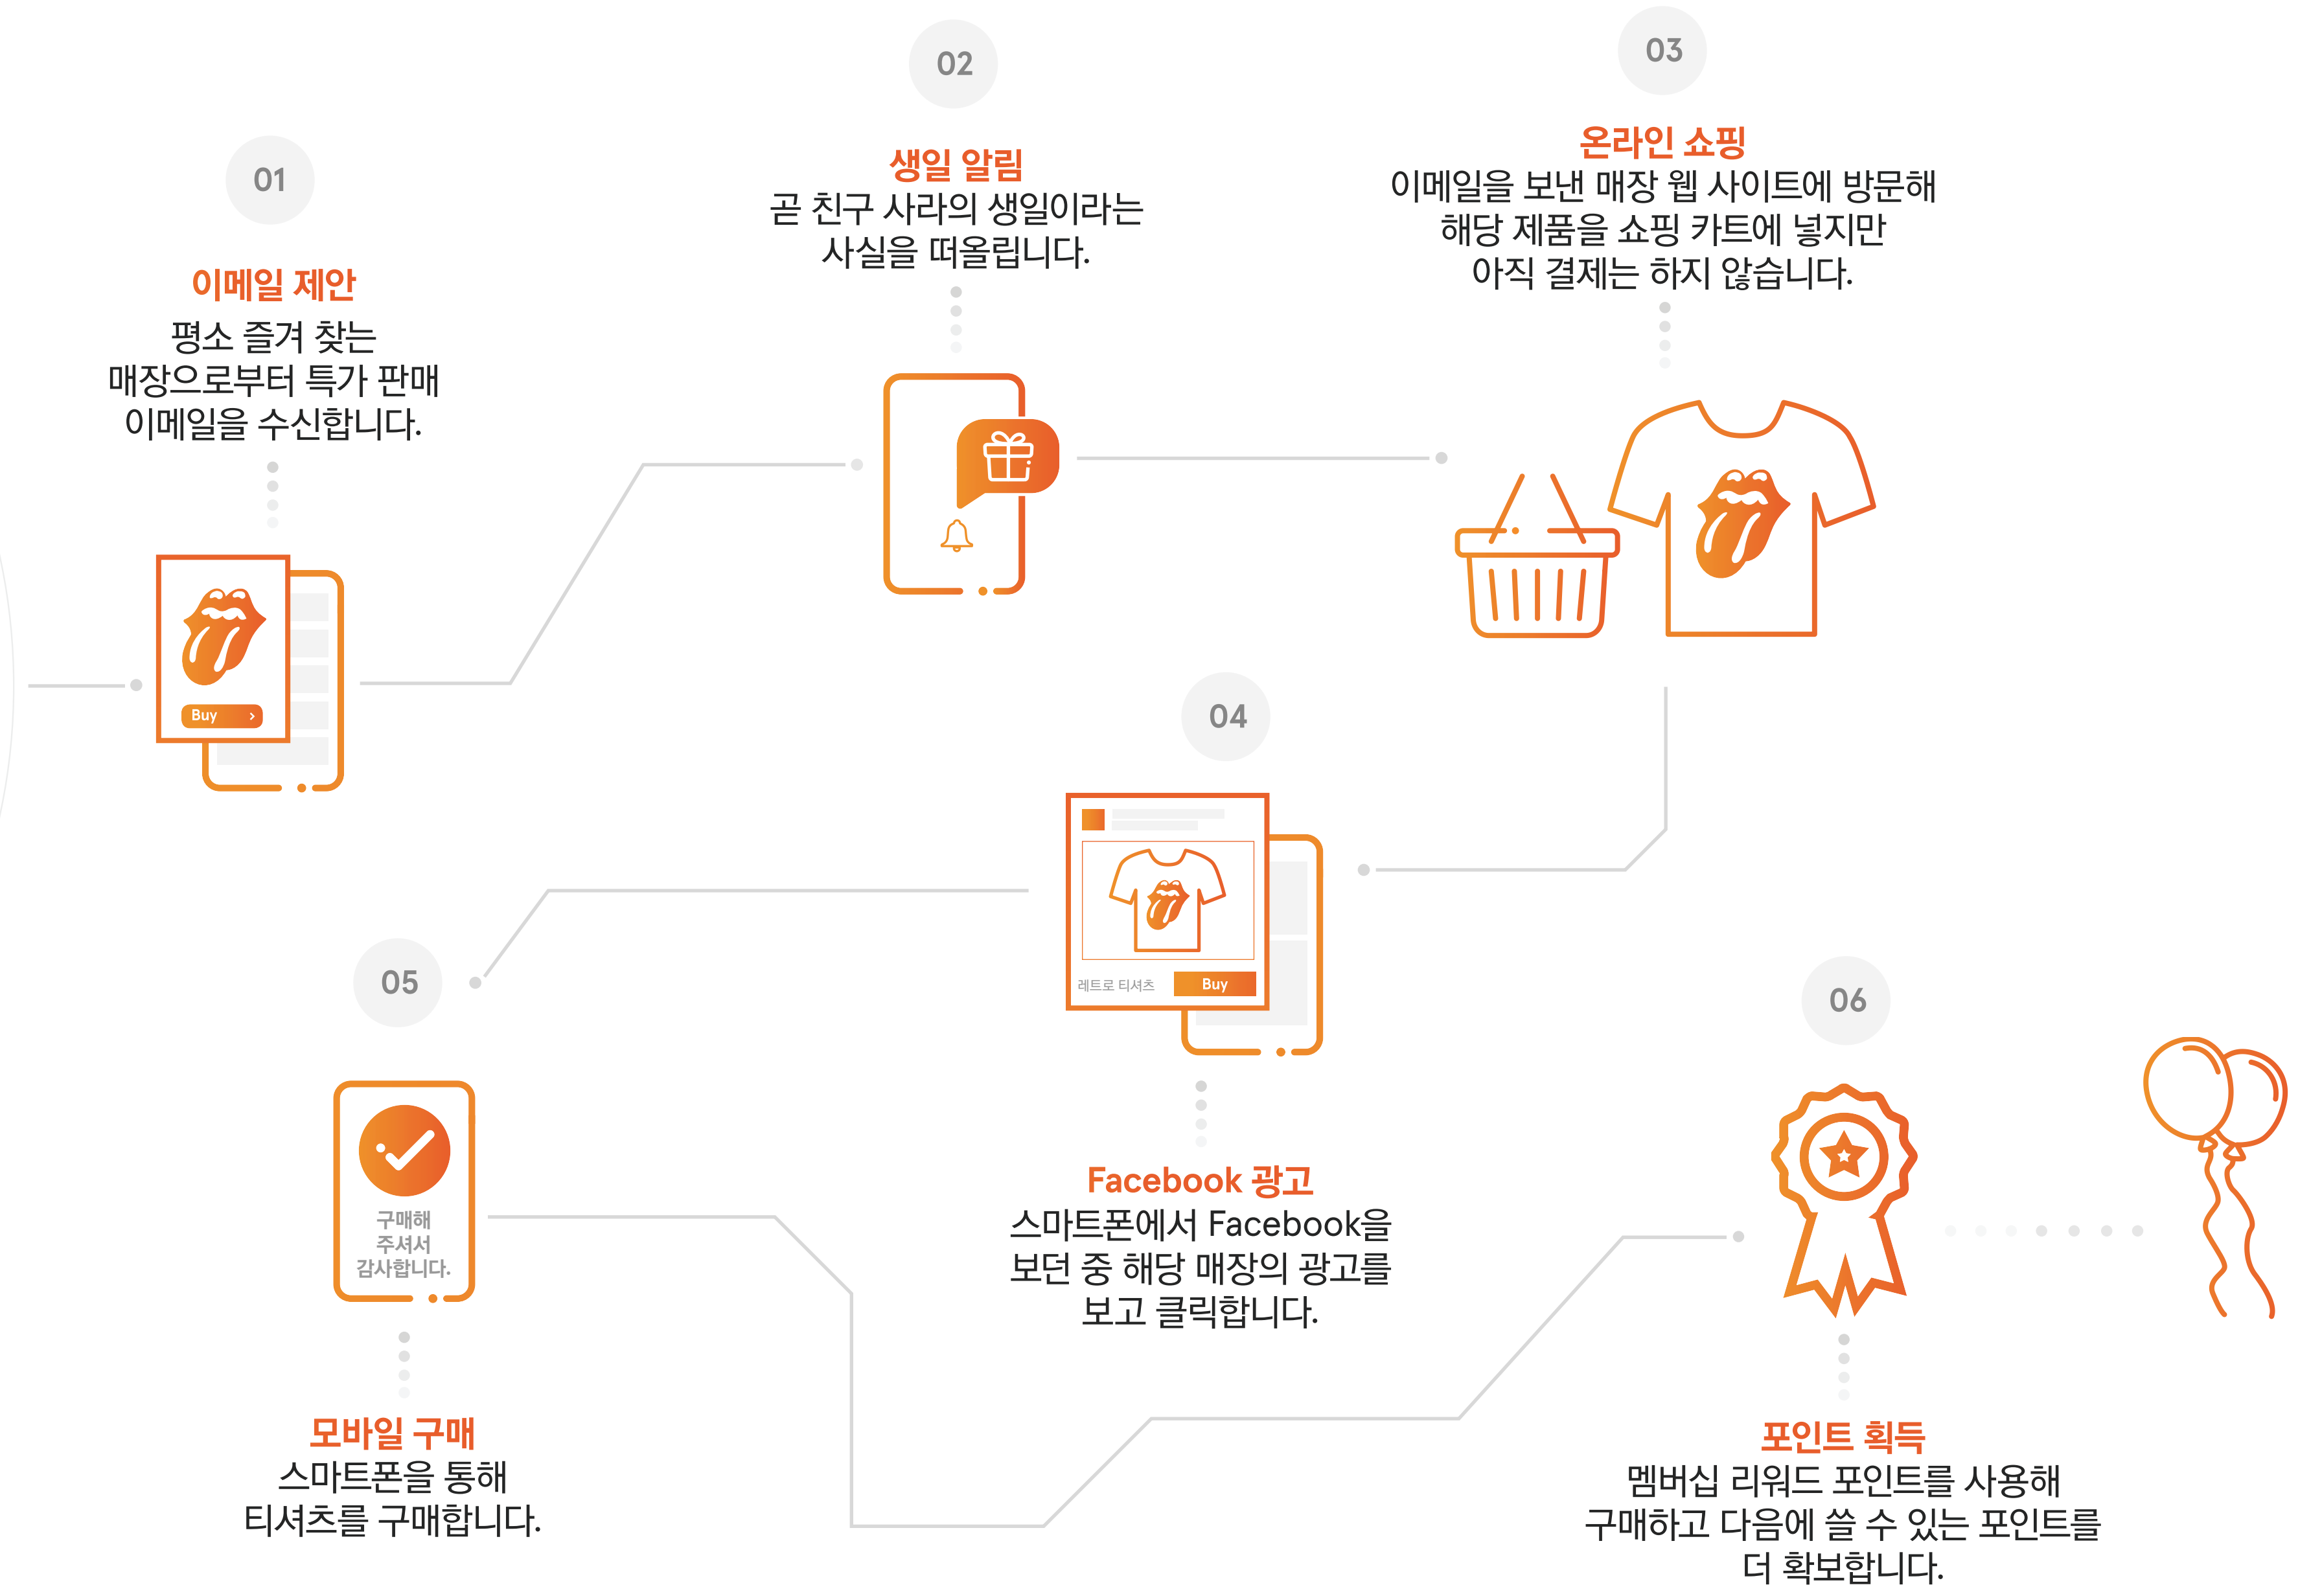 01
이메일 제안
평소 즐겨 찾는
매장으로부터 특가 판매
이메일을 수신합니다.
Buy
02
생일 알림
곧 친구 사라의 생일이라는
사실을 떠올립니다.
03
온라인 쇼핑
이메일을 보낸 매장 웹 사이트에 방문해
해당 제품을 쇼핑 카트에 넣지만
아직 결제는 하지 않습니다.
04
레트로 티셔츠
Buy
Facebook 광고
스마트폰에서 Facebook을
보던 중 해당 매장의 광고를
보고 클릭합니다.
05
구매해
주셔서
감사합니다.
모바일 구매
스마트폰을 통해
티셔츠를 구매합니다.
06
포인트 획득
멤버십 리워드 포인트를 사용해
구매하고 다음에 쓸 수 있는 포인트를
더 확보합니다.